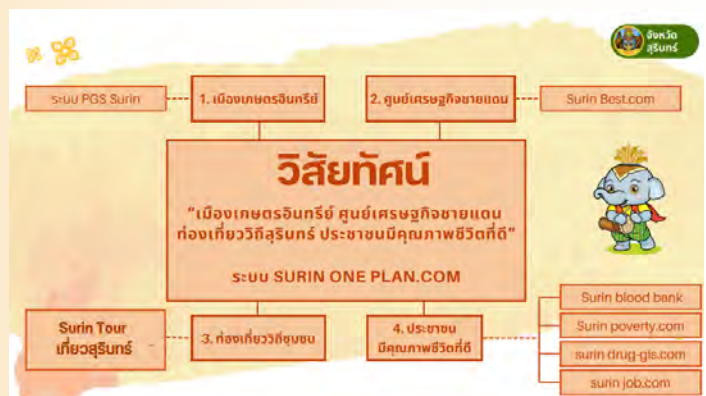 จังหวัด
สุรินทร์
ระบบ PGS Surin
1. เมืองเกษตรอินทรีย์
2. ศูนย์เศรษฐกิจชายแดน
Surin Best.com
วิสัยทัศน์
"เมืองเกษตรอินทรีย์ ศูนย์เศรษฐกิจชายแดน
ท่องเที่ยววิถีสุรินทร์ ประชาชนมีคุณภาพชีวิตที่ดี"
ระบบ SURIN ONE PLAN.COM
Surin Tour
เที่ยวสุรินทร์
3. ท่องเที่ยววิถีชุมชน
4. ประชาชน
มีคุณภาพชีวิตที่ดี
Surin blood bank
Surin poverty.com
surin drug-gis.com
surin job.com